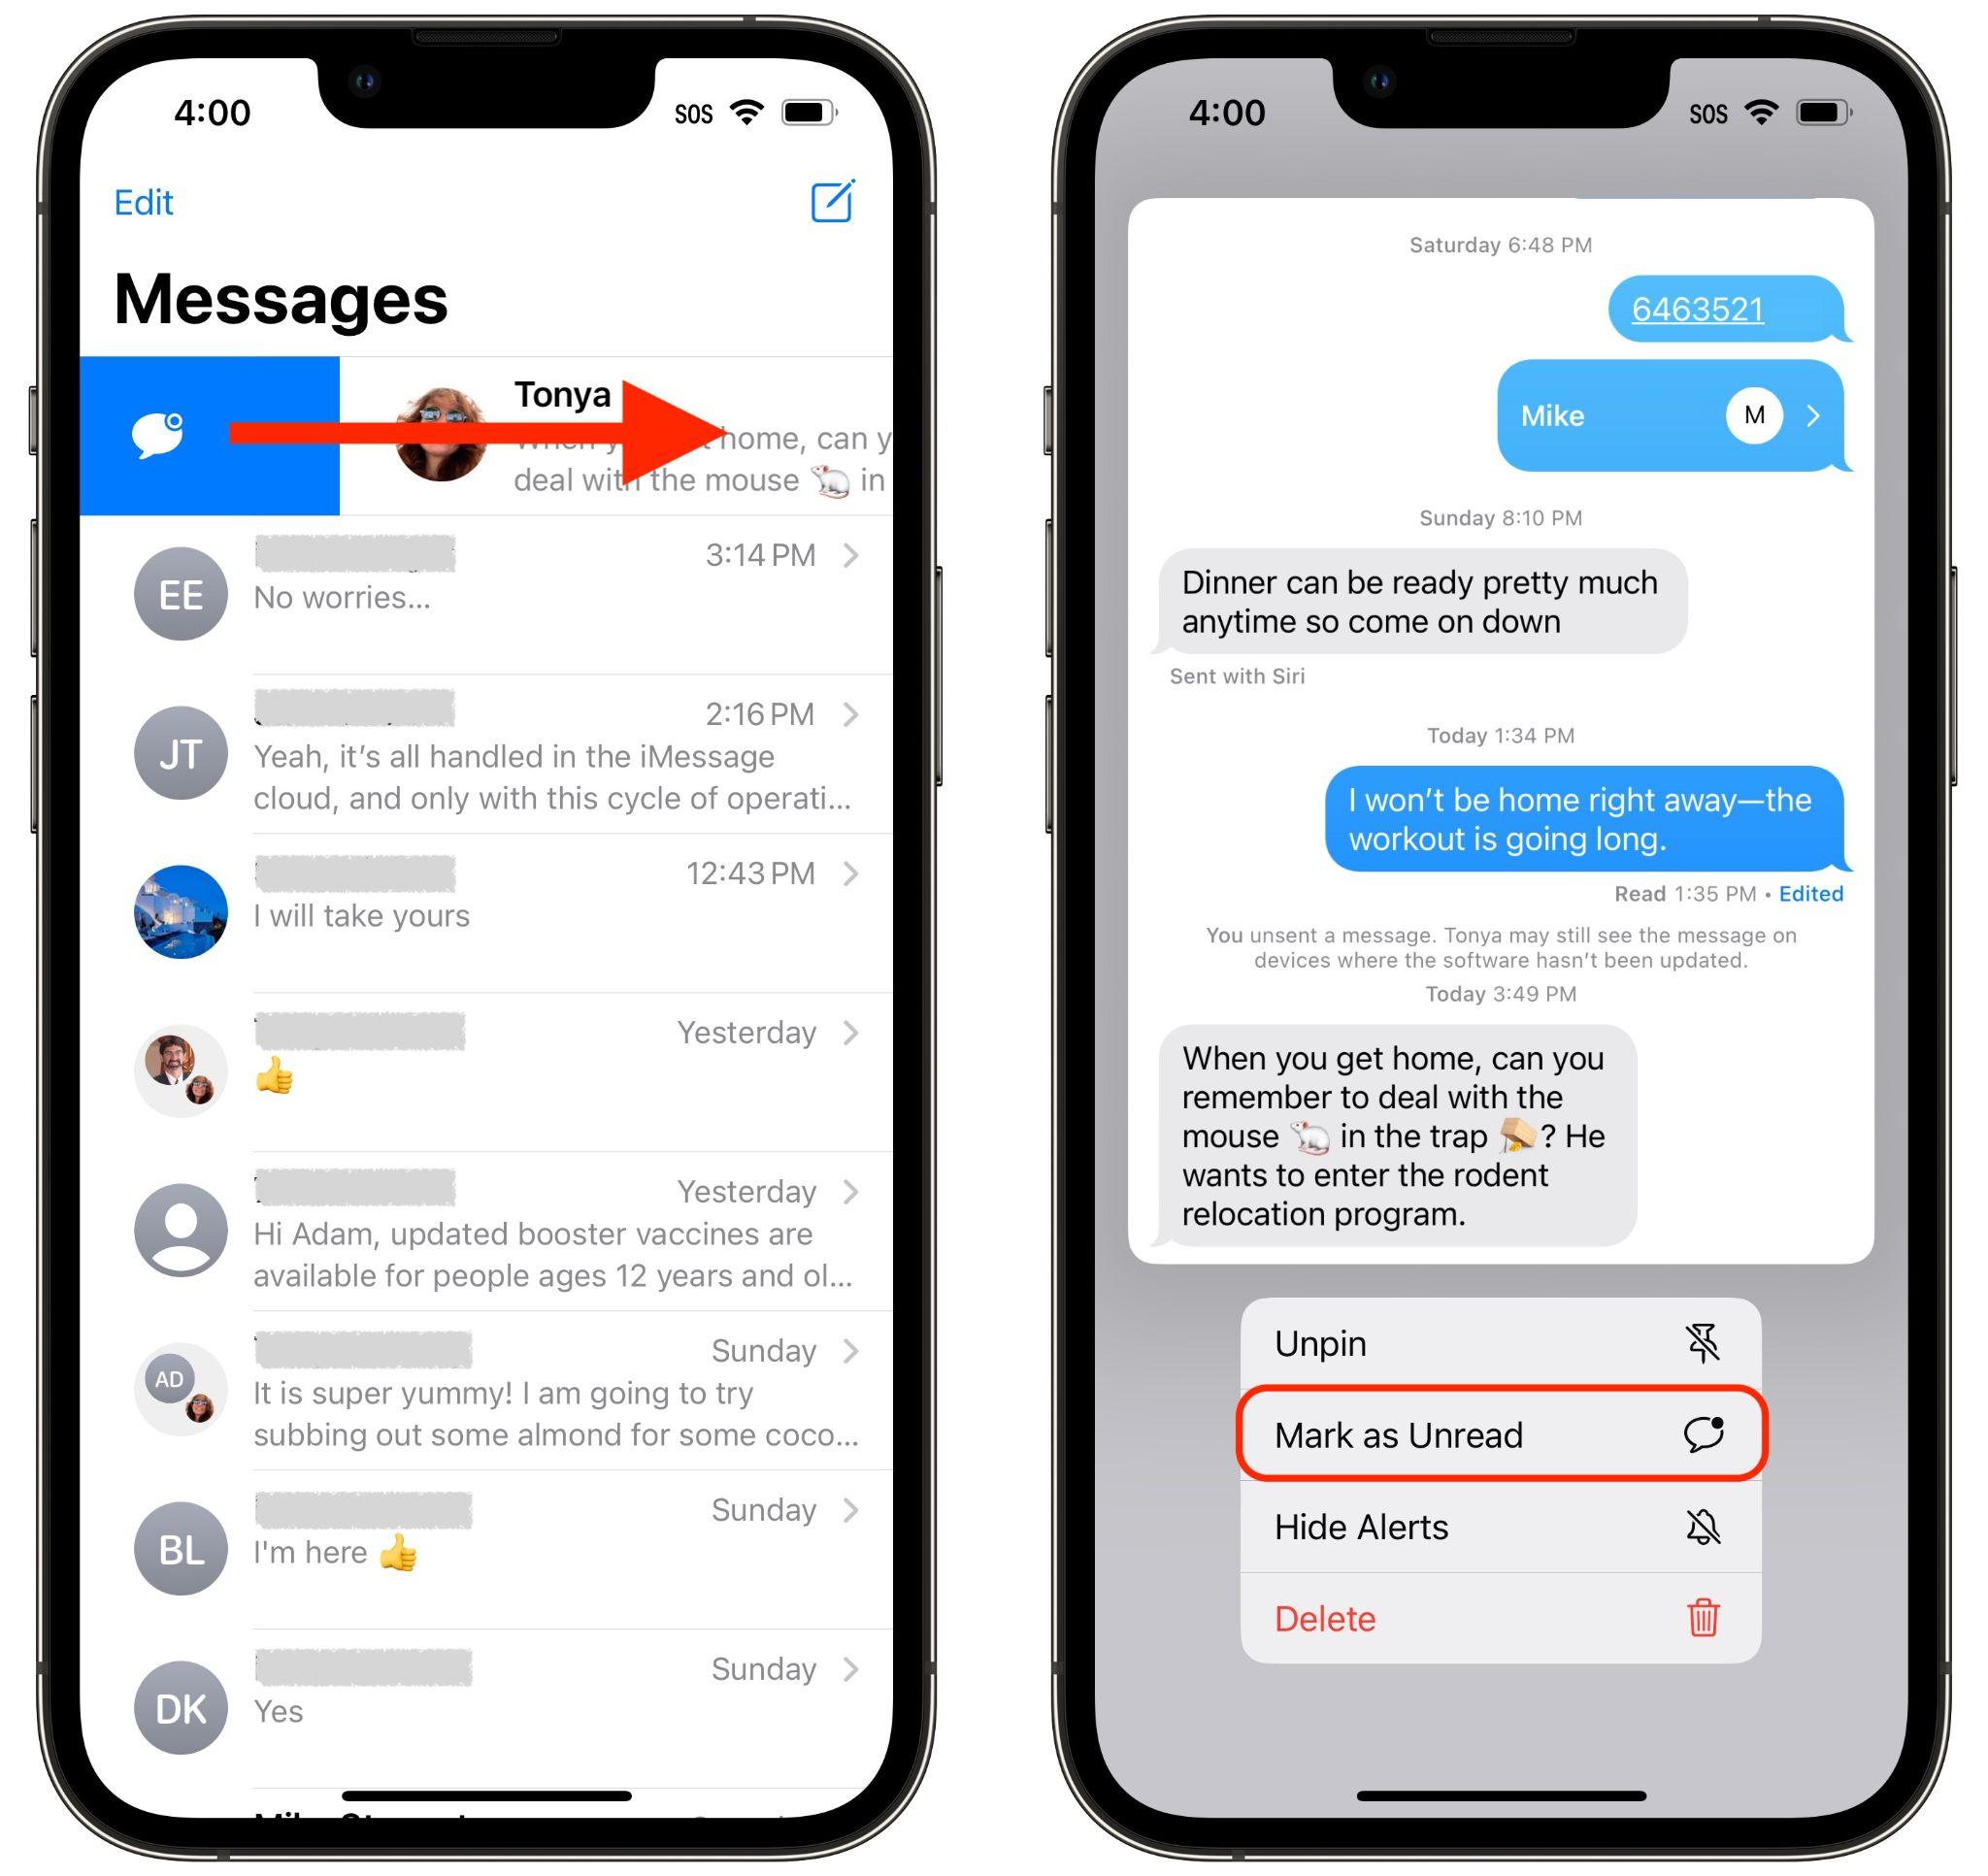 4:00
SOS
Edit
Messages
Tonya
home, can y
deal with the mouse 🐁 in
EE
3:14 PM
No worries...
JT
2:16 PM
Yeah, it’s all handled in the iMessage
cloud, and only with this cycle of operati...
12:43 PM
I will take yours
Yesterday
👍
Yesterday
Hi Adam, updated booster vaccines are
available for people ages 12 years and ol...
AD
Sunday
It is super yummy! I am going to try
subbing out some almond for some coco...
BL
Sunday
I'm here 👍
DK
Sunday
Yes
4:00
SOS
Saturday 6:48 PM
6463521
Mike
M
Sunday 8:10 PM
Dinner can be ready pretty much
anytime so come on down
Sent with Siri
Today 1:34 PM
I won’t be home right away—the
workout is going long.
Read 1:35 PM • Edited
You unsent a message. Tonya may still see the message on
devices where the software hasn’t been updated.
Today 3:49 PM
When you get home, can you
remember to deal with the
mouse 🐁 in the trap 🪤? He
wants to enter the rodent
relocation program.
Unpin
Mark as Unread
Hide Alerts
Delete